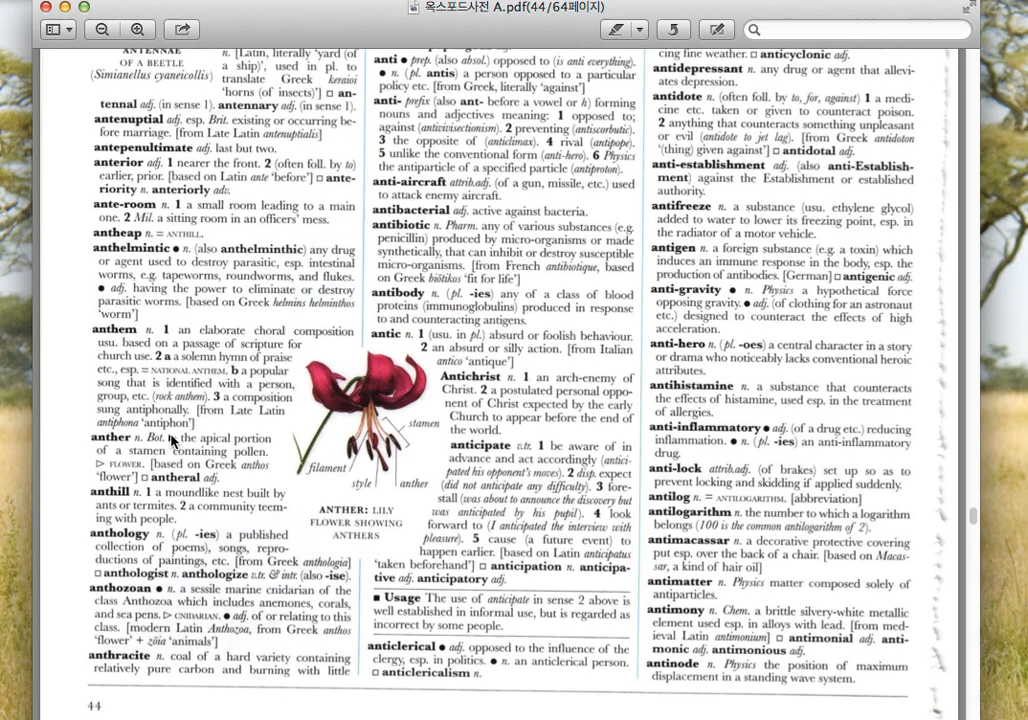 옥스포드사전 A.pdf(44/64페이지)
ANTENNAE
OF A BEETLE
(Simianellus cyaneicollis)
n. [Latin, literally ‘yard (of
a ship)’, used in pl. to
translate Greek keraioi
‘horns (of insects)’] □ an-
tennal adj. (in sense 1). antennary adj. (in sense 1).
antenuptial adj. esp. Brit. existing or occurring be-
fore marriage. [from Late Latin antenuptialis]
antepenultimate adj. last but two.
anterior adj. 1 nearer the front. 2 (often foll. by to)
earlier, prior. [based on Latin ante ‘before’] □ ante-
riority n. anteriorly adv.
ante-room n. 1 a small room leading to a main
one. 2 Mil. a sitting room in an officers’ mess.
antheap n. = ANTHILL.
anthelmintic ● n. (also anthelminthic) any drug
or agent used to destroy parasitic, esp. intestinal
worms, e.g. tapeworms, roundworms, and flukes.
● adj. having the power to eliminate or destroy
parasitic worms. [based on Greek helmins helminthos
‘worm’]
anthem n. 1 an elaborate choral composition
usu. based on a passage of scripture for
church use. 2 a a solemn hymn of praise
etc., esp. = NATIONAL ANTHEM. b a popular
song that is identified with a person,
group, etc. (rock anthem). 3 a composition
sung antiphonally. [from Late Latin
antiphona ‘antiphon’]
anther n. Bot. the apical portion
of a stamen containing pollen.
▷ FLOWER. [based on Greek anthos
‘flower’] □ antheral adj.
anthill n. 1 a moundlike nest built by
ants or termites. 2 a community teem-
ing with people.
anthology n. (pl. -ies) a published
collection of poems), songs, repro-
ductions of paintings, etc. [from Greek anthologia]
□ anthologist n. anthologize v.tr. & intr. (also -ise).
anthozoan ● n. a sessile marine cnidarian of the
class Anthozoa which includes anemones, corals,
and sea pens. ▷ CNIDARIAN. ● adj. of or relating to this
class. [modern Latin Anthozoa, from Greek anthos
‘flower’ + zōia ‘animals’]
anthracite n. coal of a hard variety containing
relatively pure carbon and burning with little
44
anti ● prep. (also absol.) opposed to (is anti everything).
● n. (pl. antis) a person opposed to a particular
policy etc. [from Greek, literally ‘against’]
anti- prefix (also ant- before a vowel or h) forming
nouns and adjectives meaning: 1 opposed to;
against (antivivisectionism). 2 preventing (antiscorbutic).
3 the opposite of (anticlimax). 4 rival (antipope).
5 unlike the conventional form (anti-hero). 6 Physics
the antiparticle of a specified particle (antiproton).
anti-aircraft attrib.adj. (of a gun, missile, etc.) used
to attack enemy aircraft.
antibacterial adj. active against bacteria.
antibiotic n. Pharm. any of various substances (e.g.
penicillin) produced by micro-organisms or made
synthetically, that can inhibit or destroy susceptible
micro-organisms. [from French antibiotique, based
on Greek biōtikos ‘fit for life’]
antibody n. (pl. -ies) any of a class of blood
proteins (immunoglobulins) produced in response
to and counteracting antigens.
antic n. 1 (usu. in pl.) absurd or foolish behaviour.
2 an absurd or silly action. [from Italian
antico ‘antique’]
Antichrist n. 1 an arch-enemy of
Christ. 2 a postulated personal oppo-
nent of Christ expected by the early
Church to appear before the end of
the world.
anticipate v.tr. 1 be aware of in
advance and act accordingly (antici-
pated his opponent’s moves). 2 disp. expect
(did not anticipate any difficulty). 3 fore-
stall (was about to announce the discovery but
was anticipated by his pupil). 4 look
forward to (I anticipated the interview with
pleasure). 5 cause (a future event) to
happen earlier. [based on Latin anticipatus
‘taken beforehand’] □ anticipation n. anticipa-
tive adj. anticipatory adj.
stamen
filament
style
anther
ANTHER: LILY
FLOWER SHOWING
ANTHERS
■ Usage The use of anticipate in sense 2 above is
well established in informal use, but is regarded as
incorrect by some people.
anticlerical ● adj. opposed to the influence of the
clergy, esp. in politics. ● n. an anticlerical person.
□ anticlericalism n.
cing fine weather. □ anticyclonic adj.
antidepressant n. any drug or agent that allevi-
ates depression.
antidote n. (often foll. by to, for, against) 1 a medi-
cine etc. taken or given to counteract poison.
2 anything that counteracts something unpleasant
or evil (antidote to jet lag). [from Greek antidoton
‘(thing) given against’] □ antidotal adj.
anti-establishment adj. (also anti-Establish-
ment) against the Establishment or established
authority.
antifreeze n. a substance (usu. ethylene glycol)
added to water to lower its freezing point, esp. in
the radiator of a motor vehicle.
antigen n. a foreign substance (e.g. a toxin) which
induces an immune response in the body, esp. the
production of antibodies. [German] □ antigenic adj.
anti-gravity ● n. Physics a hypothetical force
opposing gravity. ● adj. (of clothing for an astronaut
etc.) designed to counteract the effects of high
acceleration.
anti-hero n. (pl. -oes) a central character in a story
or drama who noticeably lacks conventional heroic
attributes.
antihistamine n. a substance that counteracts
the effects of histamine, used esp. in the treatment
of allergies.
anti-inflammatory ● adj. (of a drug etc.) reducing
inflammation. ● n. (pl. -ies) an anti-inflammatory
drug.
anti-lock attrib.adj. (of brakes) set up so as to
prevent locking and skidding if applied suddenly.
antilog n. = ANTILOGARITHM. [abbreviation]
antilogarithm n. the number to which a logarithm
belongs (100 is the common antilogarithm of 2).
antimacassar n. a decorative protective covering
put esp. over the back of a chair. [based on Macas-
sar, a kind of hair oil]
antimatter n. Physics matter composed solely of
antiparticles.
antimony n. Chem. a brittle silvery-white metallic
element used esp. in alloys with lead. [from med-
ieval Latin antimonium] □ antimonial adj. anti-
monic adj. antimonious adj.
antinode n. Physics the position of maximum
displacement in a standing wave system.